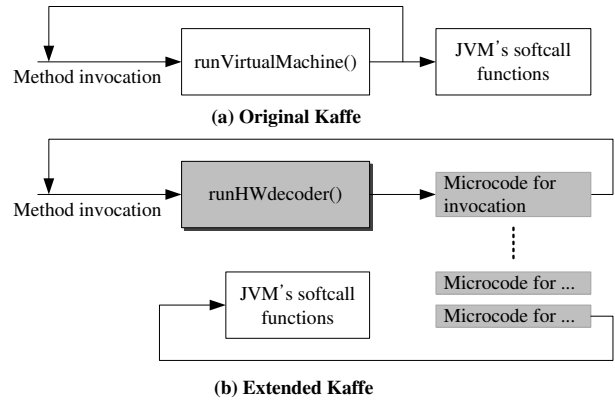 runVirtualMachine()
JVM's softcall
functions
Method invocation
(a) Original Kaffe
runHWdecoder()
Microcode for
invocation
Method invocation
JVM's softcall
functions
Microcode for ...
Microcode for ...
(b) Extended Kaffe